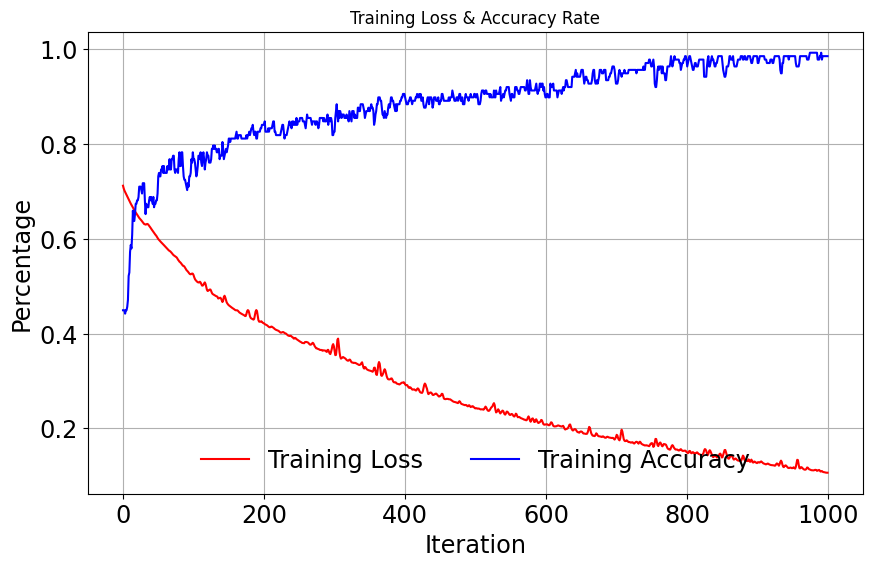 Training Loss & Accuracy Rate
1.0
0.8
0.6
0.4
0.2
Percentage
Training Loss
Training Accuracy
0 200 400 600 800 1000
Iteration